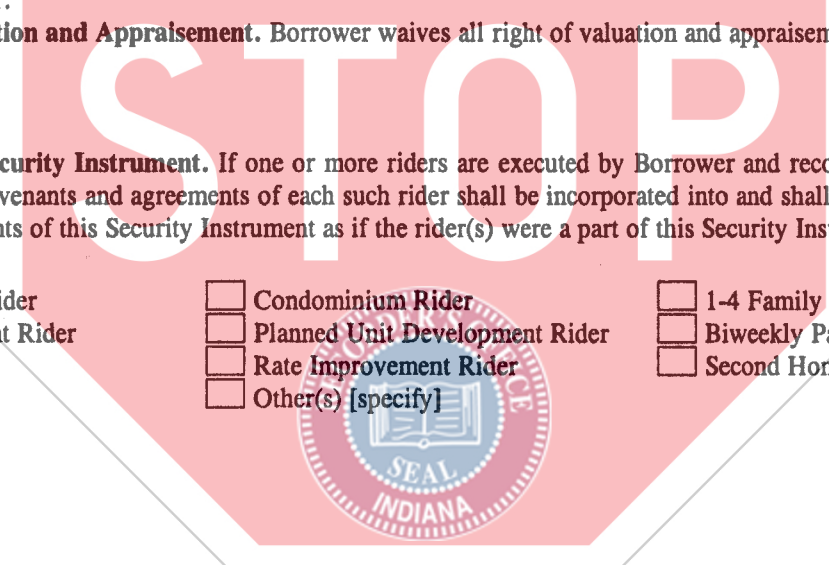 STOP
tion and Appraisement. Borrower waives all right of valuation and appraisem
curity Instrument. If one or more riders are executed by Borrower and reco
venants and agreements of each such rider shall be incorporated into and shall
nts of this Security Instrument as if the rider(s) were a part of this Security Ins
ider Condominium Rider 1-4 Family
t Rider Planned Unit Development Rider Biweekly Pa
Rate Improvement Rider Second Hor
Other(s) [specify]
SEAL
INDIANA